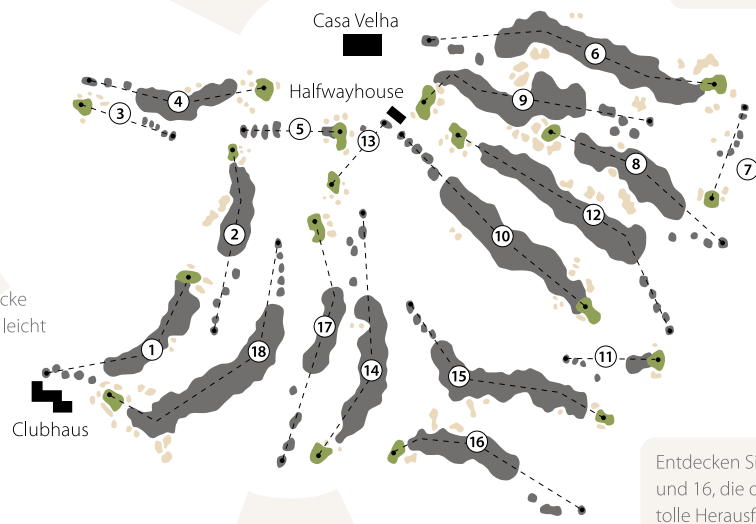 Casa Velha
6
Halfwayhouse
4
9
3
5
13
8
7
12
2
10
cke
leicht
17
1
18
14
15
11
Clubhaus
16
Entdecken Si
und 16, die d
tolle Herausf